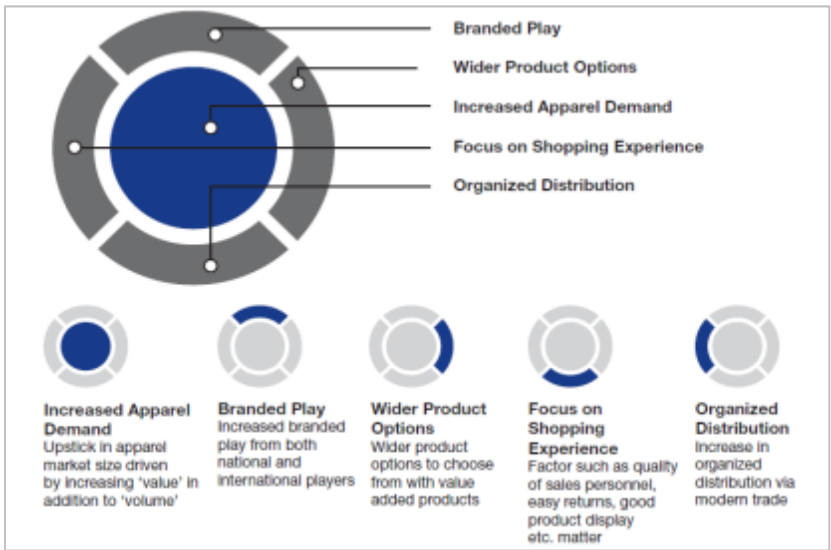 Branded Play
Wider Product Options
Increased Apparel Demand
Focus on Shopping Experience
Organized Distribution
Increased Apparel
Demand
Upstick in apparel
market size driven
by increasing 'value' in
addition to 'volume'
Branded Play
Increased branded
play from both
national and
international players
Wider Product
Options
Wider product
options to choose
from with value
added products
Focus on
Shopping
Experience
Factor such as quality
of sales personnel,
easy returns, good
product display
etc. matter
Organized
Distribution
Increase in
organized
distribution via
modern trade